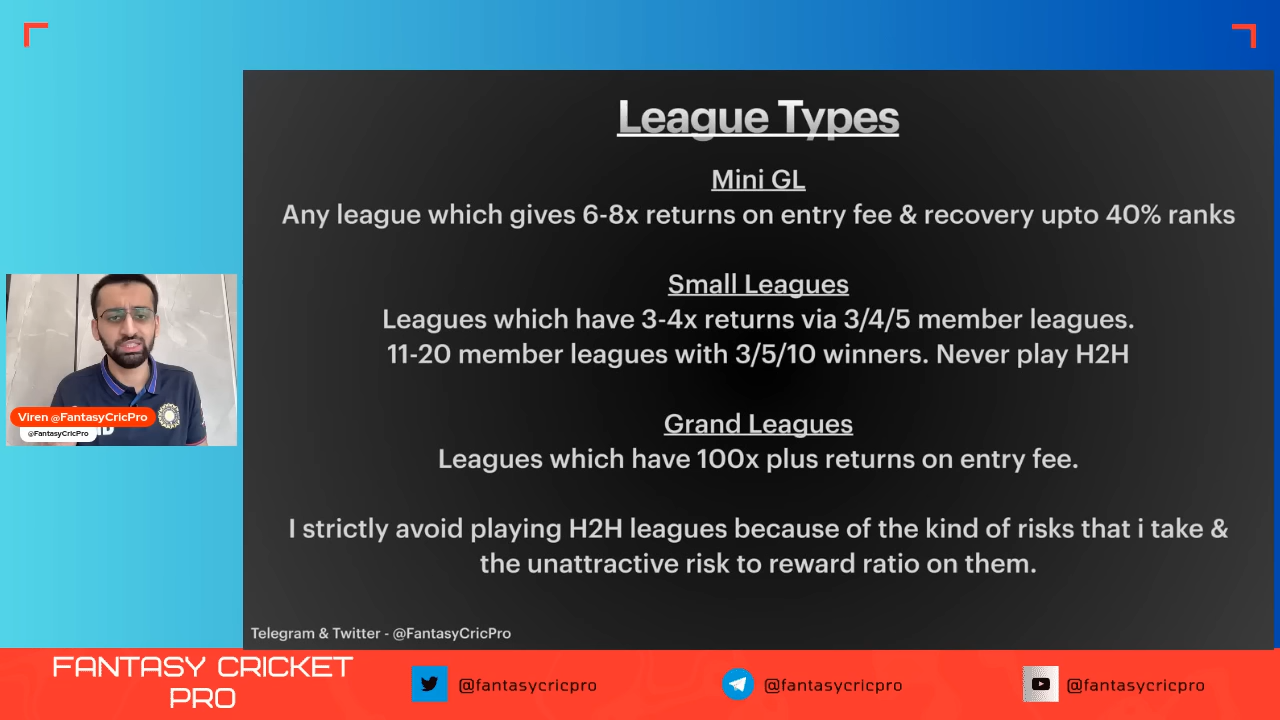 League Types
Mini GL
Any league which gives 6-8x returns on entry fee & recovery upto 40% ranks
Small Leagues
Leagues which have 3-4x returns via 3/4/5 member leagues.
11-20 member leagues with 3/5/10 winners. Never play H2H
Grand Leagues
Leagues which have 100x plus returns on entry fee.
I strictly avoid playing H2H leagues because of the kind of risks that i take &
the unattractive risk to reward ratio on them.
Telegram & Twitter - @FantasyCricPro
Viren @FantasyCricPro
@FantasyCricPro
FANTASY CRICKET
PRO
@fantasycricpro
@fantasycricpro
@fantasycricpro